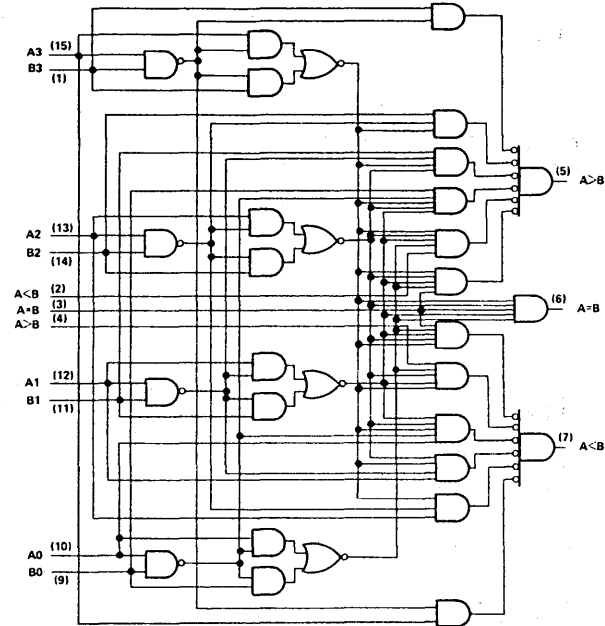 A3 (15)
B3 (1)
(5) A>B
A2 (13)
B2 (14)
A<B (2)
A=B (3)
A>B (4)
(6) A=B
A1 (12)
B1 (11)
(7) A<B
A0 (10)
B0 (9)